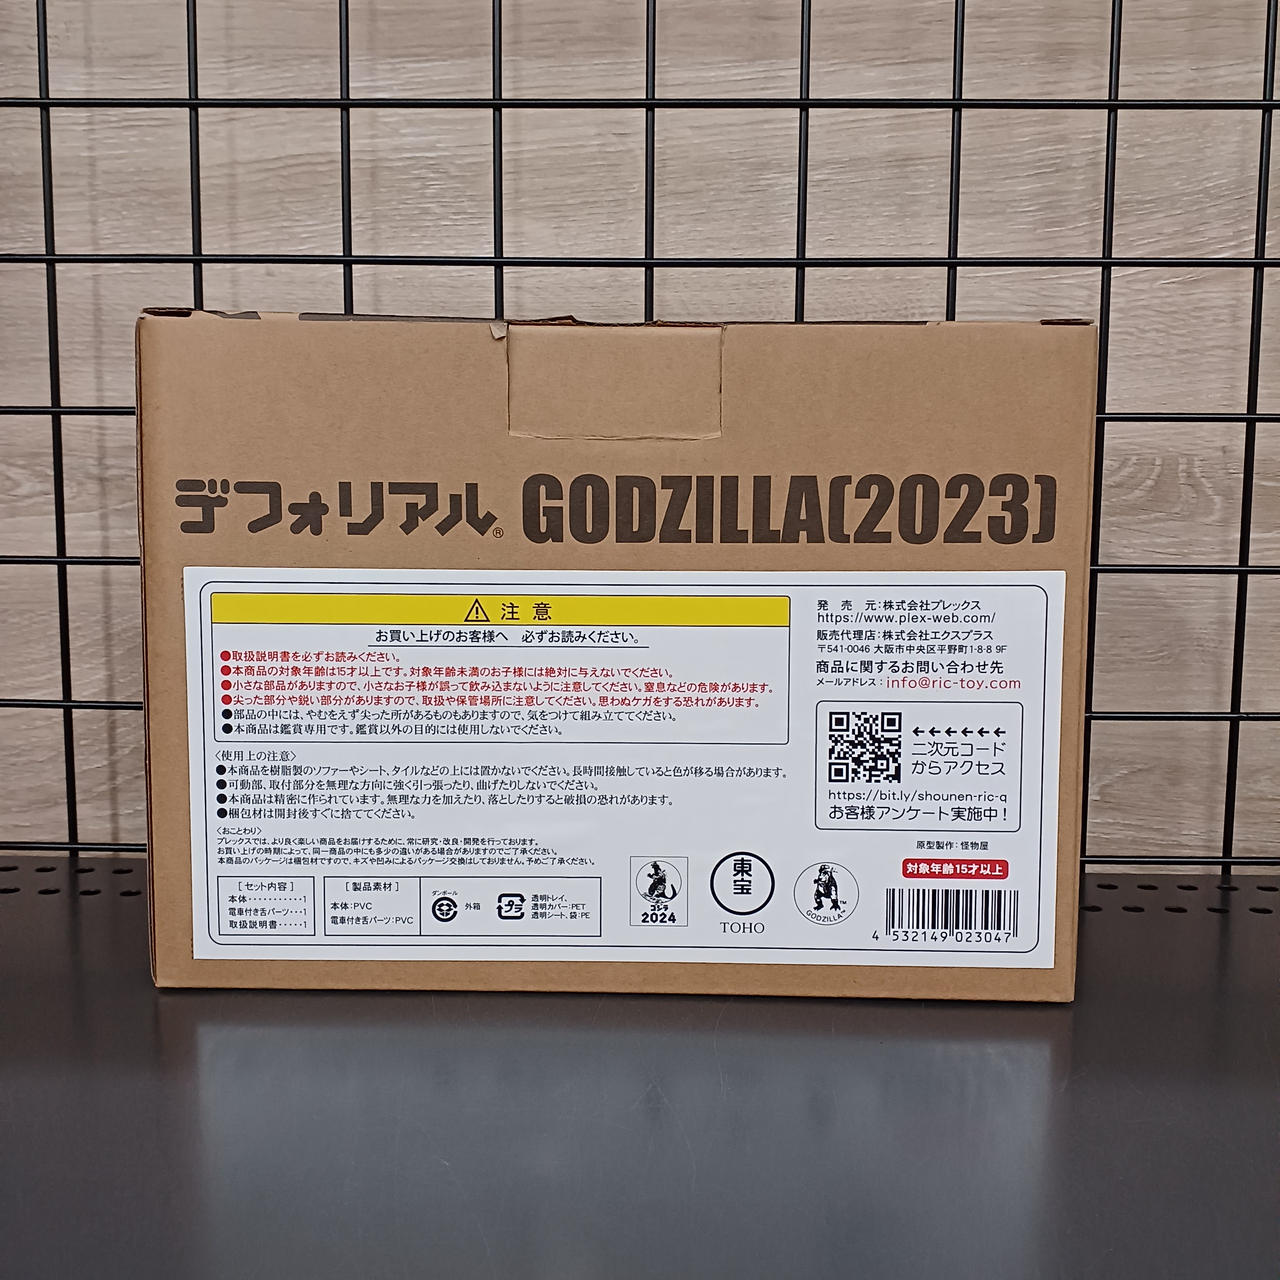 デフォリアル® GODZILLA(2023)
⚠ 注意
お買い上げのお客様へ 必ずお読みください。
●取扱説明書を必ずお読みください。
●本商品の対象年齢は15才以上です。対象年齢未満のお子様には絶対に与えないでください。
●小さな部品がありますので、小さなお子様が誤って飲み込まないように注意してください。窒息などの危険があります。
●尖った部分や鋭い部分がありますので、取扱や保管場所に注意してください。思わぬケガをする恐れがあります。
●部品の中には、やむをえず尖った所があるものもありますので、気をつけて組み立ててください。
●本商品は鑑賞専用です。鑑賞以外の目的には使用しないでください。
〈使用上の注意〉
●本商品を樹脂製のソファーやシート、タイルなどの上には置かないでください。長時間接触していると色が移る場合があります。
●可動部、取付部分を無理な方向に強く引っ張ったり、曲げたりしないでください。
●本商品は精密に作られています。無理な力を加えたり、落としたりすると破損の恐れがあります。
●梱包材は開封後すぐに捨ててください。
〈おことわり〉
プレックスでは、より良く楽しい商品をお届けするために、常に研究・改良・開発を行っております。
お買い上げの時期によって、同一商品の中にも多少の違いがある場合がありますのでご了承ください。
本商品のパッケージは梱包材ですので、キズや凹みによるパッケージ交換はしておりません。予めご了承ください。
[セット内容]
本体・・・・・・・・・・・1
電車付き舌パーツ・・・1
取扱説明書・・・・・1
[製品素材]
本体:PVC
電車付き舌パーツ:PVC
ダンボール
外箱
プラ
透明トレイ、
透明カバー:PET
透明シート、袋:PE
ゴジラ
2024
東宝
TOHO
GODZILLA™
発売元:株式会社プレックス
https://www.plex-web.com/
販売代理店:株式会社エクスプラス
〒541-0046 大阪市中央区平野町1-8-8 9F
商品に関するお問い合わせ先
メールアドレス:info@ric-toy.com
←←←←←←
二次元コード
からアクセス
https://bit.ly/shounen-ric-q
お客様アンケート実施中!
原型製作:怪物屋
対象年齢15才以上
4 532149 023047